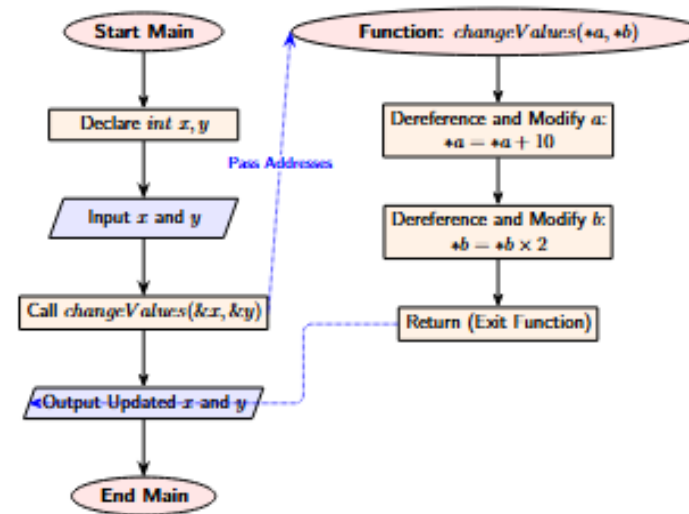 Start Main
Declare int x, y
Input x and y
Call changeValues(&x, &y)
Output Updated x and y
End Main
Pass Addresses
Function: changeValues(*a, *b)
Dereference and Modify a:
*a = *a + 10
Dereference and Modify b:
*b = *b × 2
Return (Exit Function)